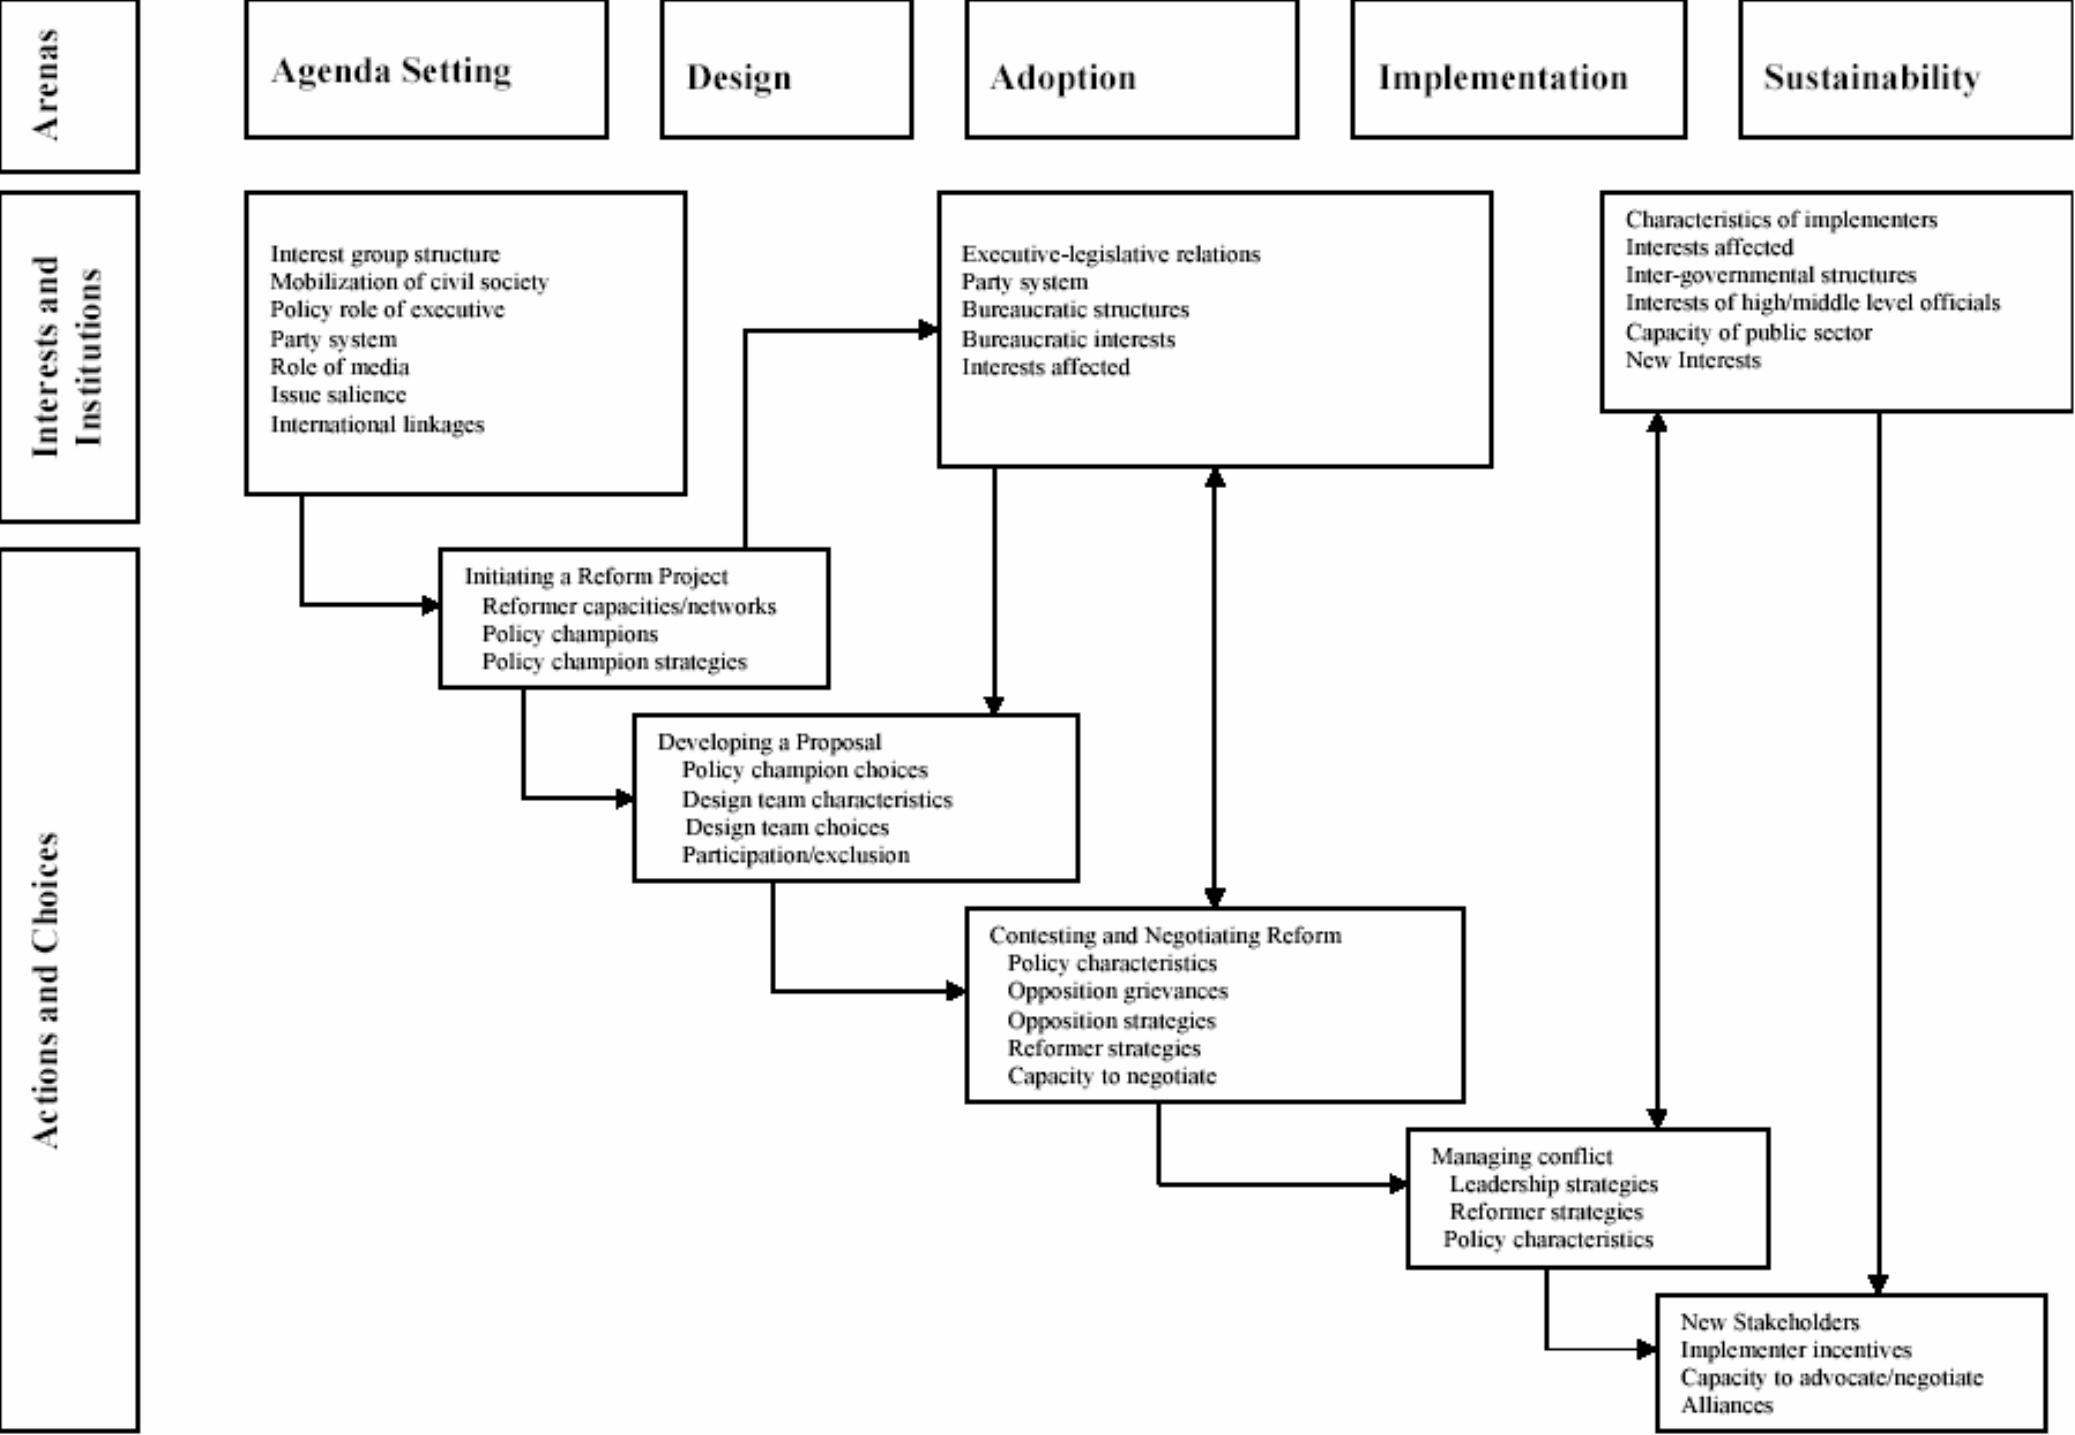 Arenas
Agenda Setting
Design
Adoption
Implementation
Sustainability
Interests and
Institutions
Interest group structure
Mobilization of civil society
Policy role of executive
Party system
Role of media
Issue salience
International linkages
Executive-legislative relations
Party system
Bureaucratic structures
Bureaucratic interests
Interests affected
Characteristics of implementers
Interests affected
Inter-governmental structures
Interests of high/middle level officials
Capacity of public sector
New Interests
Actions and Choices
Initiating a Reform Project
Reformer capacities/networks
Policy champions
Policy champion strategies
Developing a Proposal
Policy champion choices
Design team characteristics
Design team choices
Participation/exclusion
Contesting and Negotiating Reform
Policy characteristics
Opposition grievances
Opposition strategies
Reformer strategies
Capacity to negotiate
Managing conflict
Leadership strategies
Reformer strategies
Policy characteristics
New Stakeholders
Implementer incentives
Capacity to advocate/negotiate
Alliances